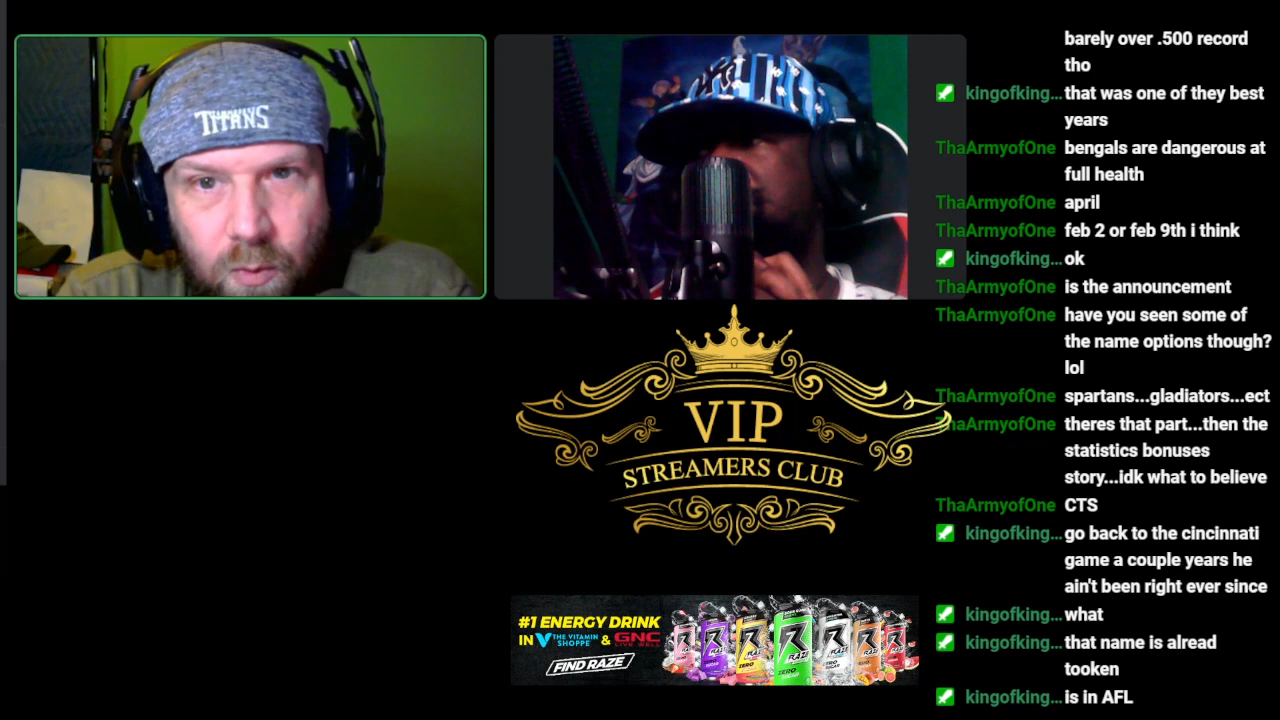 TITANS
barely over .500 record
tho
kingofking... that was one of they best
years
ThaArmyofOne bengals are dangerous at
full health
ThaArmyofOne april
ThaArmyofOne feb 2 or feb 9th i think
kingofking... ok
ThaArmyofOne is the announcement
ThaArmyofOne have you seen some of
the name options though?
lol
ThaArmyofOne spartans...gladiators...ect
ThaArmyofOne theres that part...then the
statistics bonuses
story...idk what to believe
ThaArmyofOne CTS
kingofking... go back to the cincinnati
game a couple years he
ain't been right ever since
kingofking... what
kingofking... that name is alread
tooken
kingofking... is in AFL
VIP
STREAMERS CLUB
#1 ENERGY DRINK
IN THE VITAMIN SHOPPE & GNC
LIVE WELL
FIND RAZE